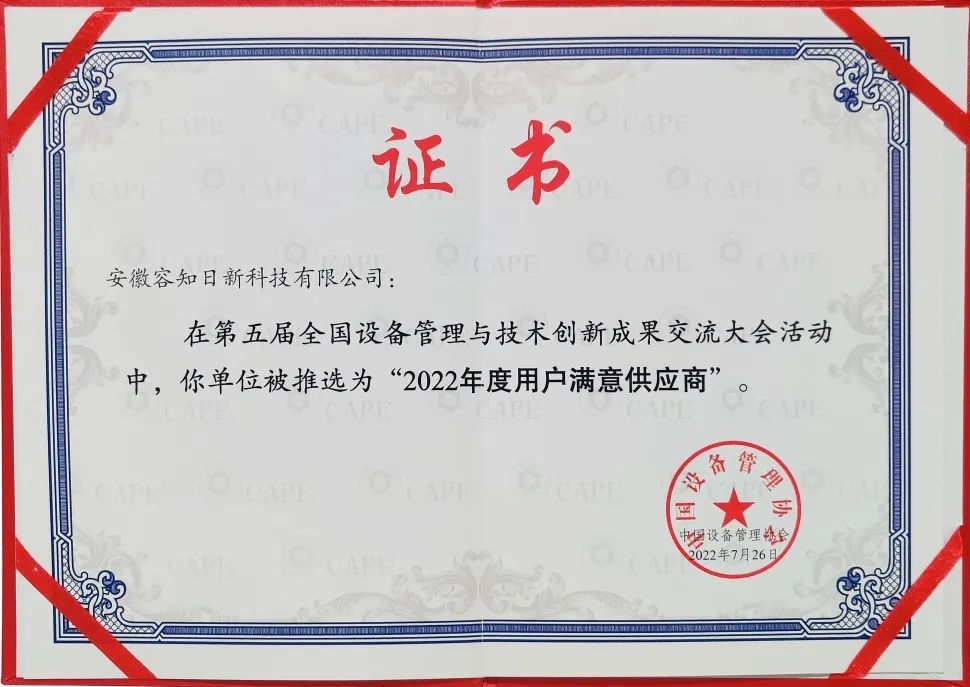 证 书
安徽容知日新科技有限公司：
在第五届全国设备管理与技术创新成果交流大会活动
中，你单位被推选为“2022年度用户满意供应商”。
中国设备管理协会
中国设备管理协会
2022年7月26日
CAPE